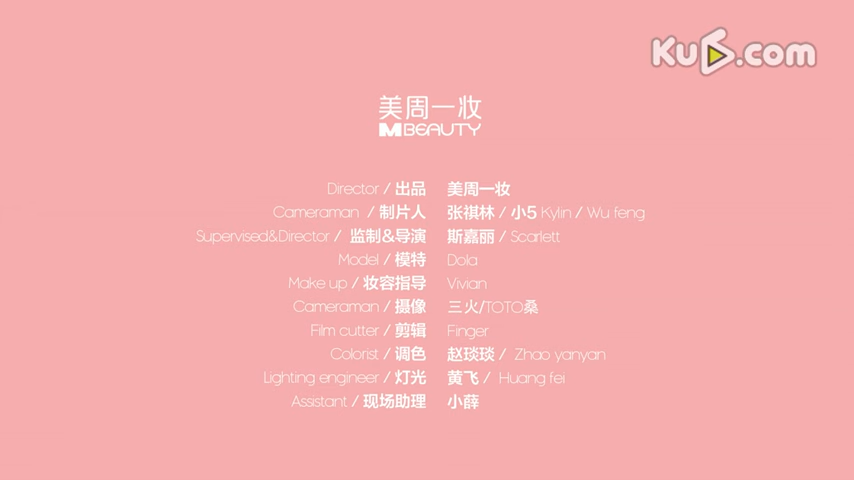 Ku6.com
美周一妆
MBEAUTY
Director / 出品 美周一妆
Cameraman / 制片人 张祺林 / 小5 Kylin / Wu feng
Supervised&Director / 监制&导演 斯嘉丽 / Scarlett
Model / 模特 Dola
Make up / 妆容指导 Vivian
Cameraman / 摄像 三火/TOTO桑
Film cutter / 剪辑 Finger
Colorist / 调色 赵琰琰 / Zhao yanyan
Lighting engineer / 灯光 黄飞 / Huang fei
Assistant / 现场助理 小薛